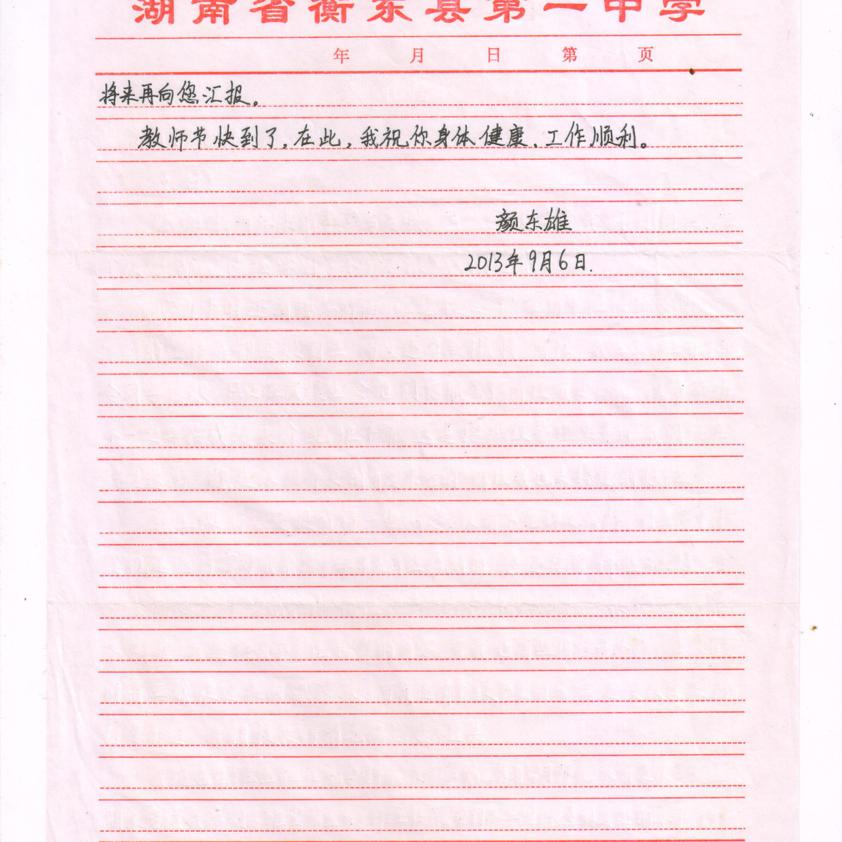 湖南省衡东县第一中学
年 月 日 第 页
将来再向您汇报。
教师节快到了,在此,我祝你身体健康、工作顺利。
颜东雄
2013年9月6日.